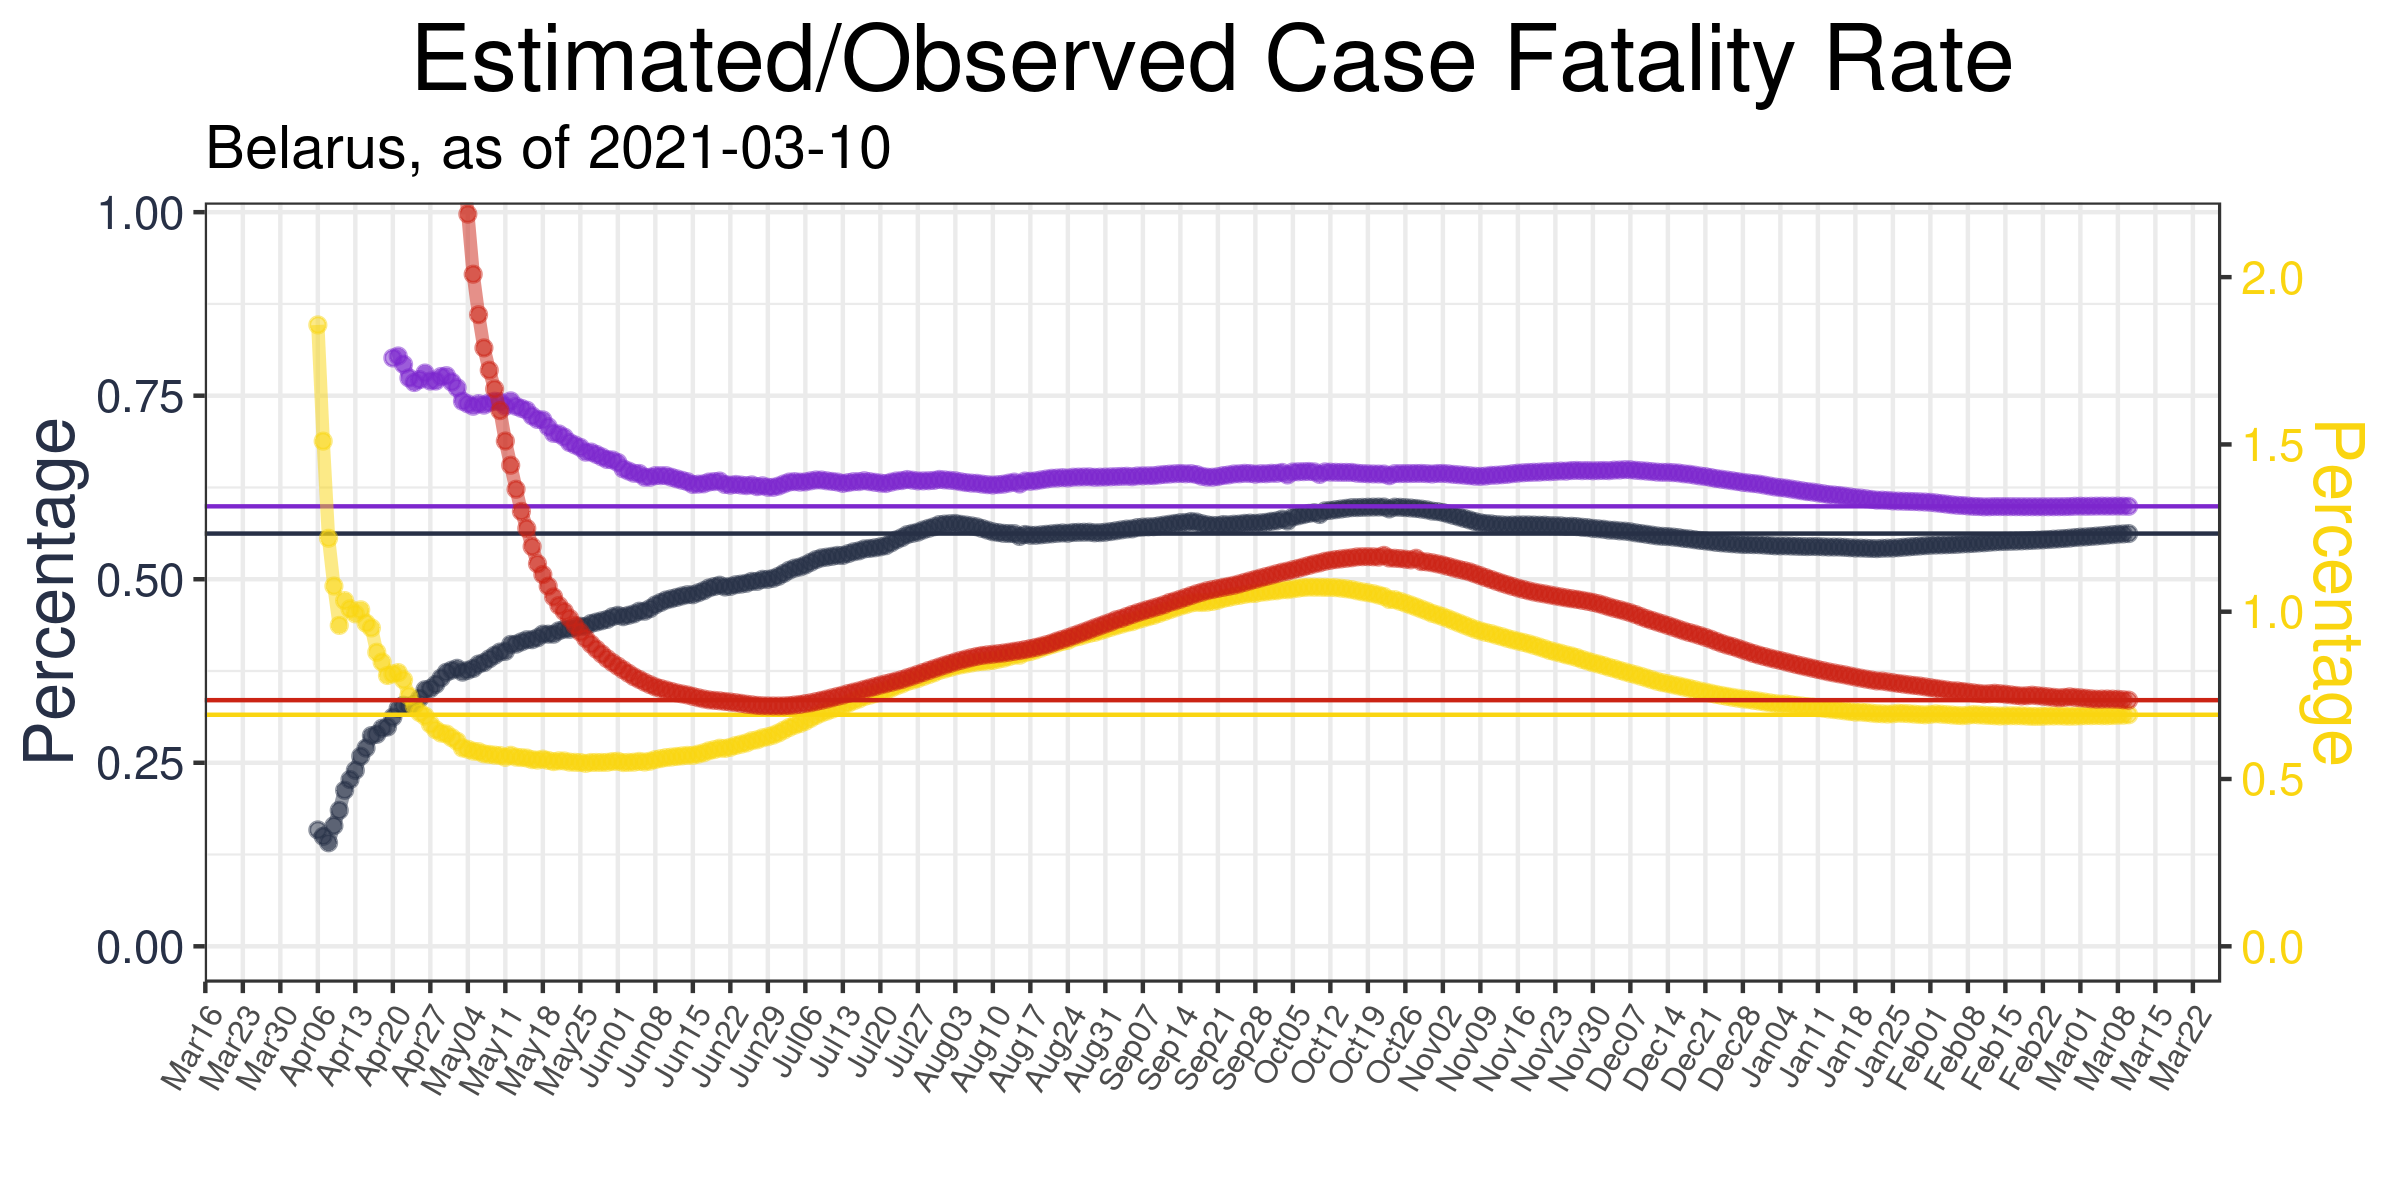 Estimated/Observed Case Fatality Rate
Belarus, as of 2021-03-10
Percentage
1.00
0.75
0.50
0.25
0.00
2.0
1.5
1.0
0.5
0.0
Percentage
Mar16
Mar23
Mar30
Apr06
Apr13
Apr20
Apr27
May04
May11
May18
May25
Jun01
Jun08
Jun15
Jun22
Jun29
Jul06
Jul13
Jul20
Jul27
Aug03
Aug10
Aug17
Aug24
Aug31
Sep07
Sep14
Sep21
Sep28
Oct05
Oct12
Oct19
Oct26
Nov02
Nov09
Nov16
Nov23
Nov30
Dec07
Dec14
Dec21
Dec28
Jan04
Jan11
Jan18
Jan25
Feb01
Feb08
Feb15
Feb22
Mar01
Mar08
Mar15
Mar22